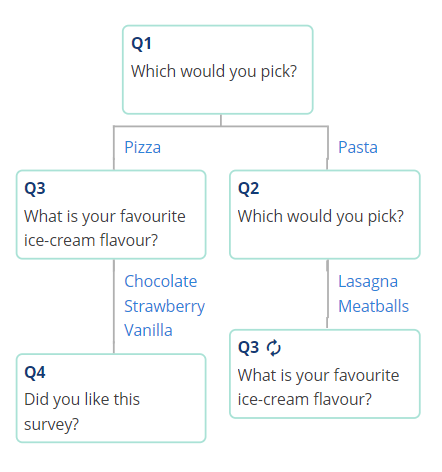 Q1
Which would you pick?
Pizza
Pasta
Q3
What is your favourite
ice-cream flavour?
Q2
Which would you pick?
Chocolate
Strawberry
Vanilla
Lasagna
Meatballs
Q4
Did you like this
survey?
Q3
What is your favourite
ice-cream flavour?